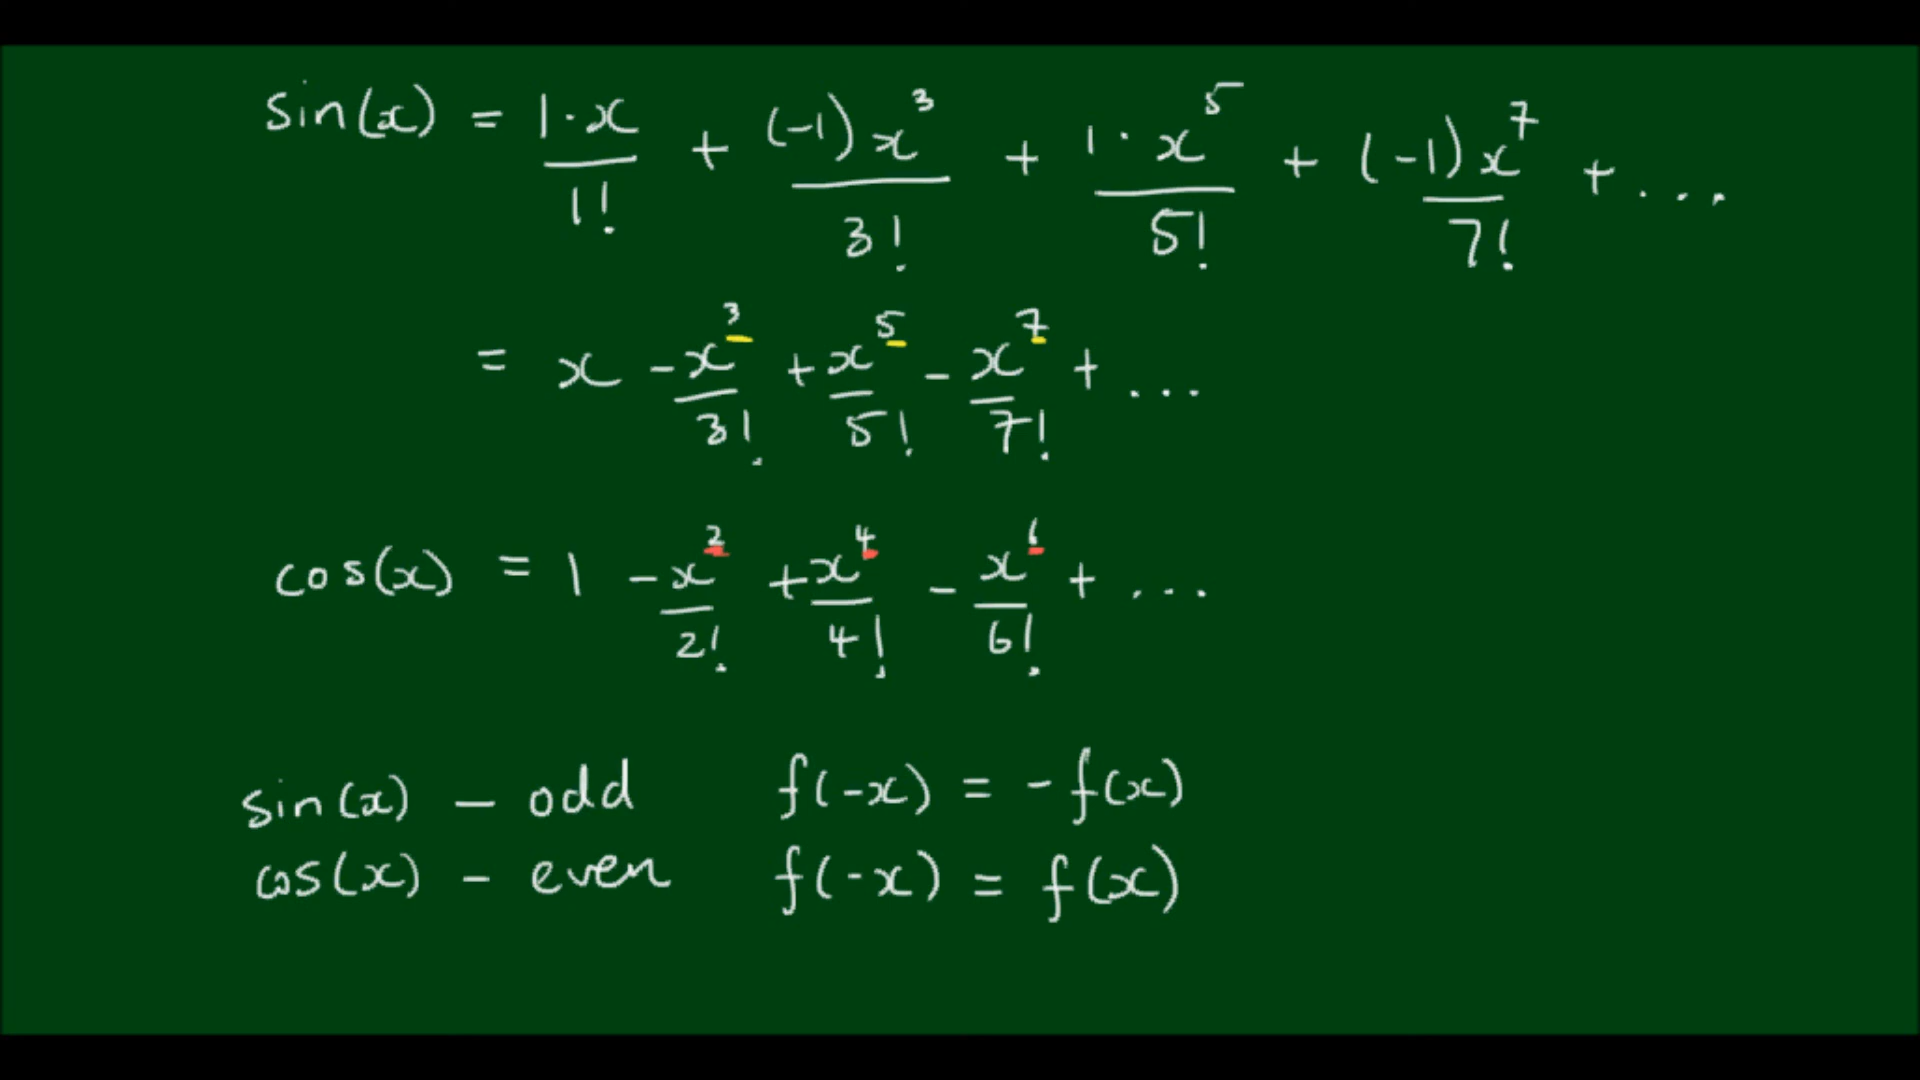 sin(x) = 1·x/1! + (-1)x^3/3! + 1·x^5/5! + (-1)x^7/7! + ...
= x - x^3/3! + x^5/5! - x^7/7! + ...
cos(x) = 1 - x^2/2! + x^4/4! - x^6/6! + ...
sin(x) – odd f(-x) = -f(x)
cos(x) – even f(-x) = f(x)